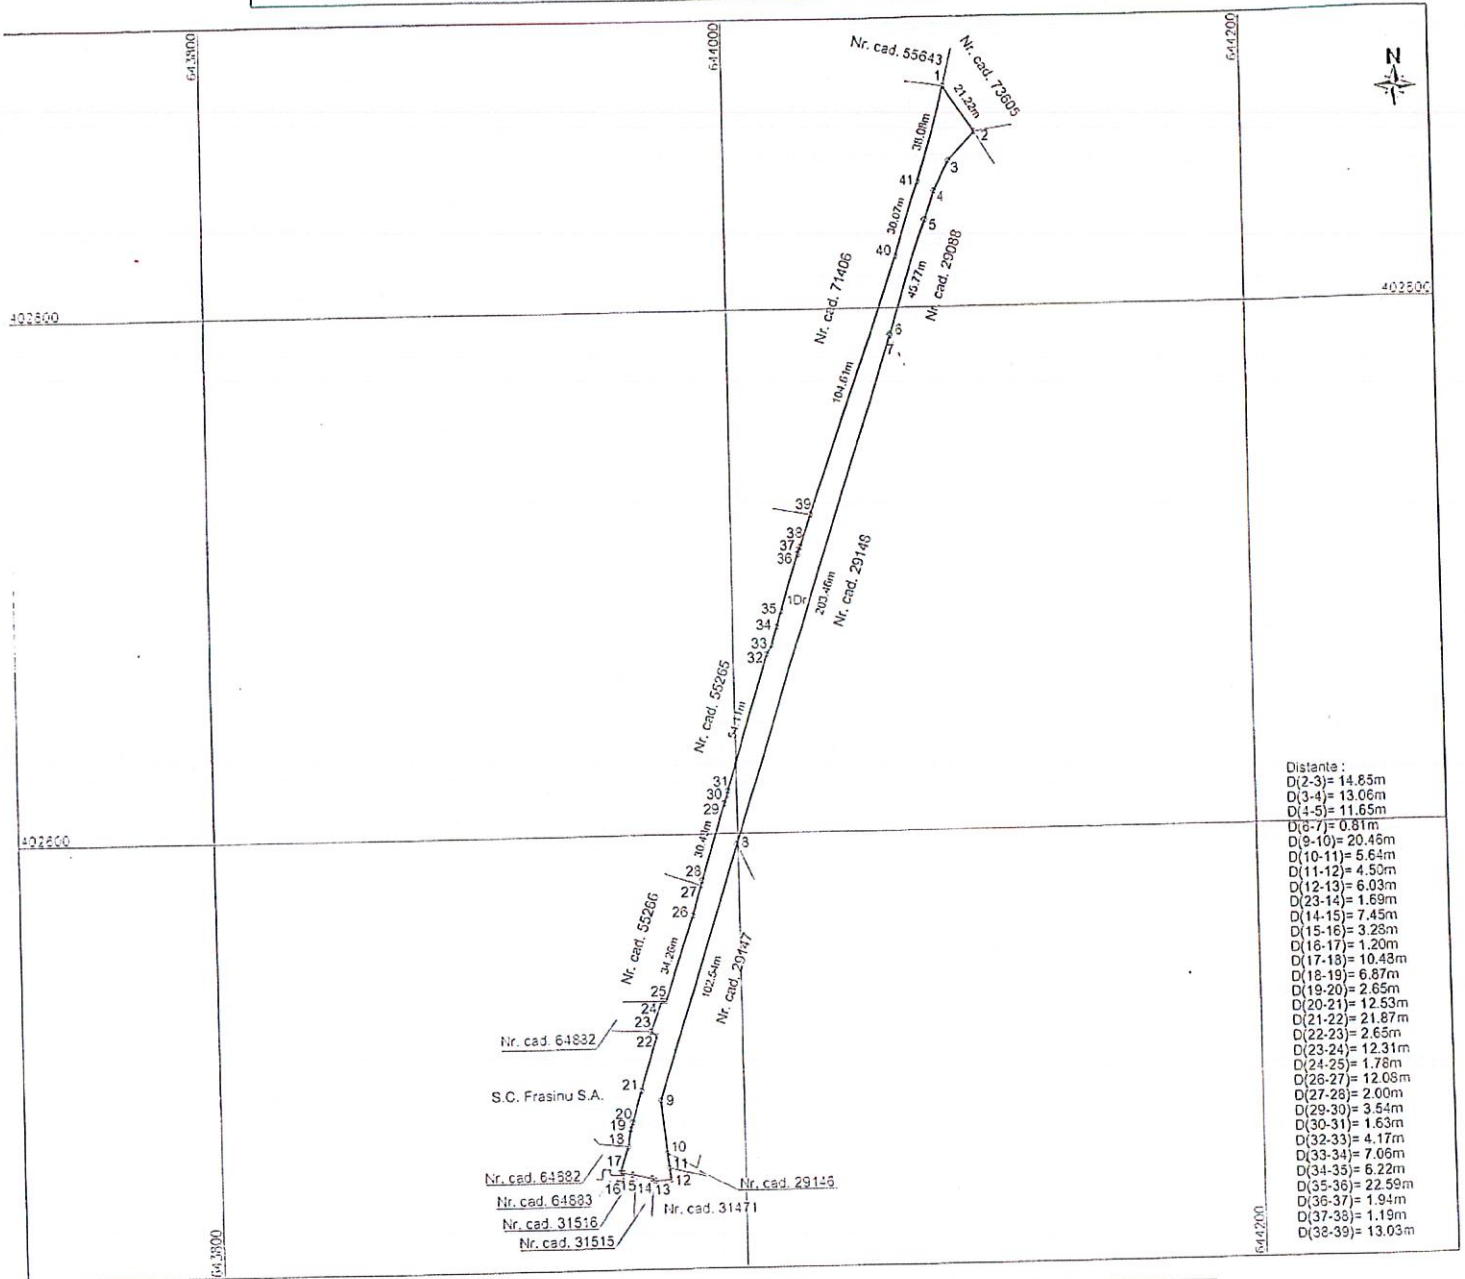 643800
644000
644200
N
Nr. cad. 55643
Nr. cad. 73605
1
21.22m
2
38.08m
3
41
4
30.07m
5
40
45.77m
Nr. cad. 29088
Nr. cad. 71406
402800
402800
6
7
104.61m
39
38
37
36
203.46m
Nr. cad. 29148
35
1Dr
34
33
32
Nr. cad. 55265
54.11m
31
30
29
402600
8
28
27
26
Nr. cad. 55266
34.26m
102.54m
Nr. cad. 29147
25
24
23
Nr. cad. 64882
22
21
S.C. Frasinu S.A.
9
20
19
18
10
17
11
Nr. cad. 64882
16
15
14
13
12
Nr. cad. 29146
Nr. cad. 64883
Nr. cad. 31471
Nr. cad. 31516
Nr. cad. 31515
643800
644200
Distante :
D(2-3)= 14.85m
D(3-4)= 13.06m
D(4-5)= 11.65m
D(6-7)= 0.81m
D(9-10)= 20.46m
D(10-11)= 5.64m
D(11-12)= 4.50m
D(12-13)= 6.03m
D(23-14)= 1.69m
D(14-15)= 7.45m
D(15-16)= 3.28m
D(16-17)= 1.20m
D(17-18)= 10.48m
D(18-19)= 6.87m
D(19-20)= 2.65m
D(20-21)= 12.53m
D(21-22)= 21.87m
D(22-23)= 2.65m
D(23-24)= 12.31m
D(24-25)= 1.78m
D(26-27)= 12.08m
D(27-28)= 2.00m
D(29-30)= 3.54m
D(30-31)= 1.63m
D(32-33)= 4.17m
D(33-34)= 7.06m
D(34-35)= 6.22m
D(35-36)= 22.59m
D(36-37)= 1.94m
D(37-38)= 1.19m
D(38-39)= 13.03m